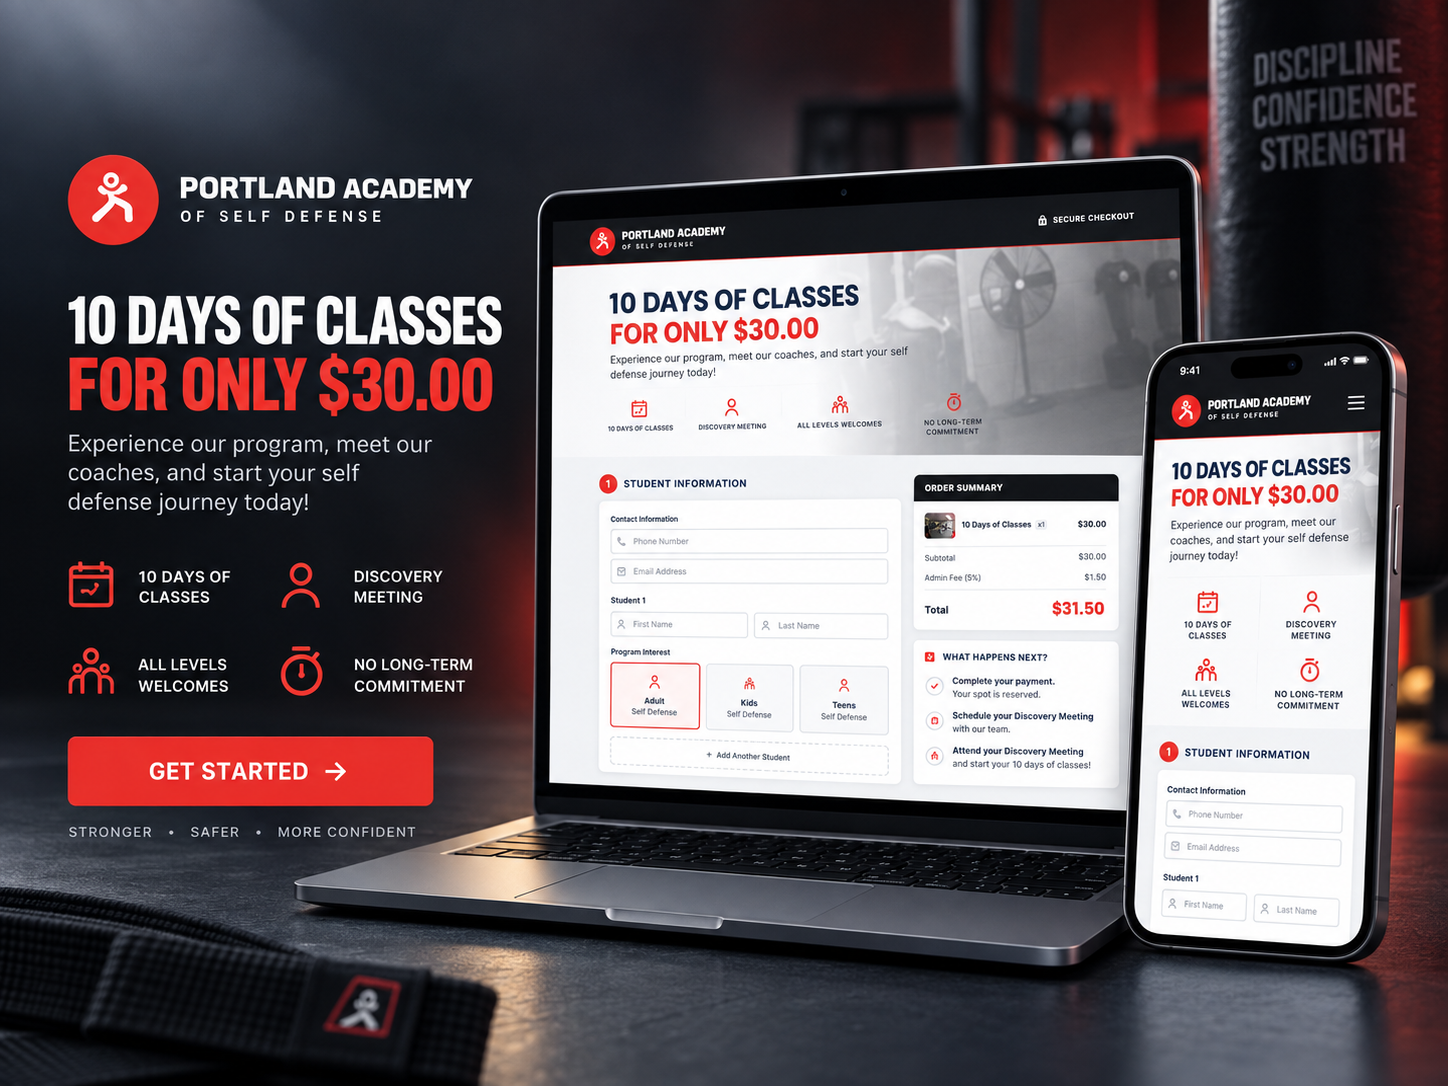 DISCIPLINE
CONFIDENCE
STRENGTH
PORTLAND ACADEMY
OF SELF DEFENSE
10 DAYS OF CLASSES
FOR ONLY $30.00
Experience our program, meet our
coaches, and start your self
defense journey today!
10 DAYS OF
CLASSES
DISCOVERY
MEETING
ALL LEVELS
WELCOMES
NO LONG-TERM
COMMITMENT
GET STARTED →
STRONGER • SAFER • MORE CONFIDENT
PORTLAND ACADEMY
OF SELF DEFENSE
SECURE CHECKOUT
10 DAYS OF CLASSES
FOR ONLY $30.00
Experience our program, meet our coaches, and start your self
defense journey today!
10 DAYS OF CLASSES
DISCOVERY MEETING
ALL LEVELS WELCOMES
NO LONG-TERM
COMMITMENT
1 STUDENT INFORMATION
Contact Information
Phone Number
Email Address
Student 1
First Name
Last Name
Program Interest
Adult
Self Defense
Kids
Self Defense
Teens
Self Defense
+ Add Another Student
ORDER SUMMARY
10 Days of Classes x1 $30.00
Subtotal $30.00
Admin Fee (5%) $1.50
Total $31.50
WHAT HAPPENS NEXT?
Complete your payment.
Your spot is reserved.
Schedule your Discovery Meeting
with our team.
Attend your Discovery Meeting
and start your 10 days of classes!
9:41
PORTLAND ACADEMY
OF SELF DEFENSE
10 DAYS OF CLASSES
FOR ONLY $30.00
Experience our program, meet our
coaches, and start your self defense
journey today!
10 DAYS OF
CLASSES
DISCOVERY
MEETING
ALL LEVELS
WELCOMES
NO LONG-TERM
COMMITMENT
1 STUDENT INFORMATION
Contact Information
Phone Number
Email Address
Student 1
First Name
Last Name